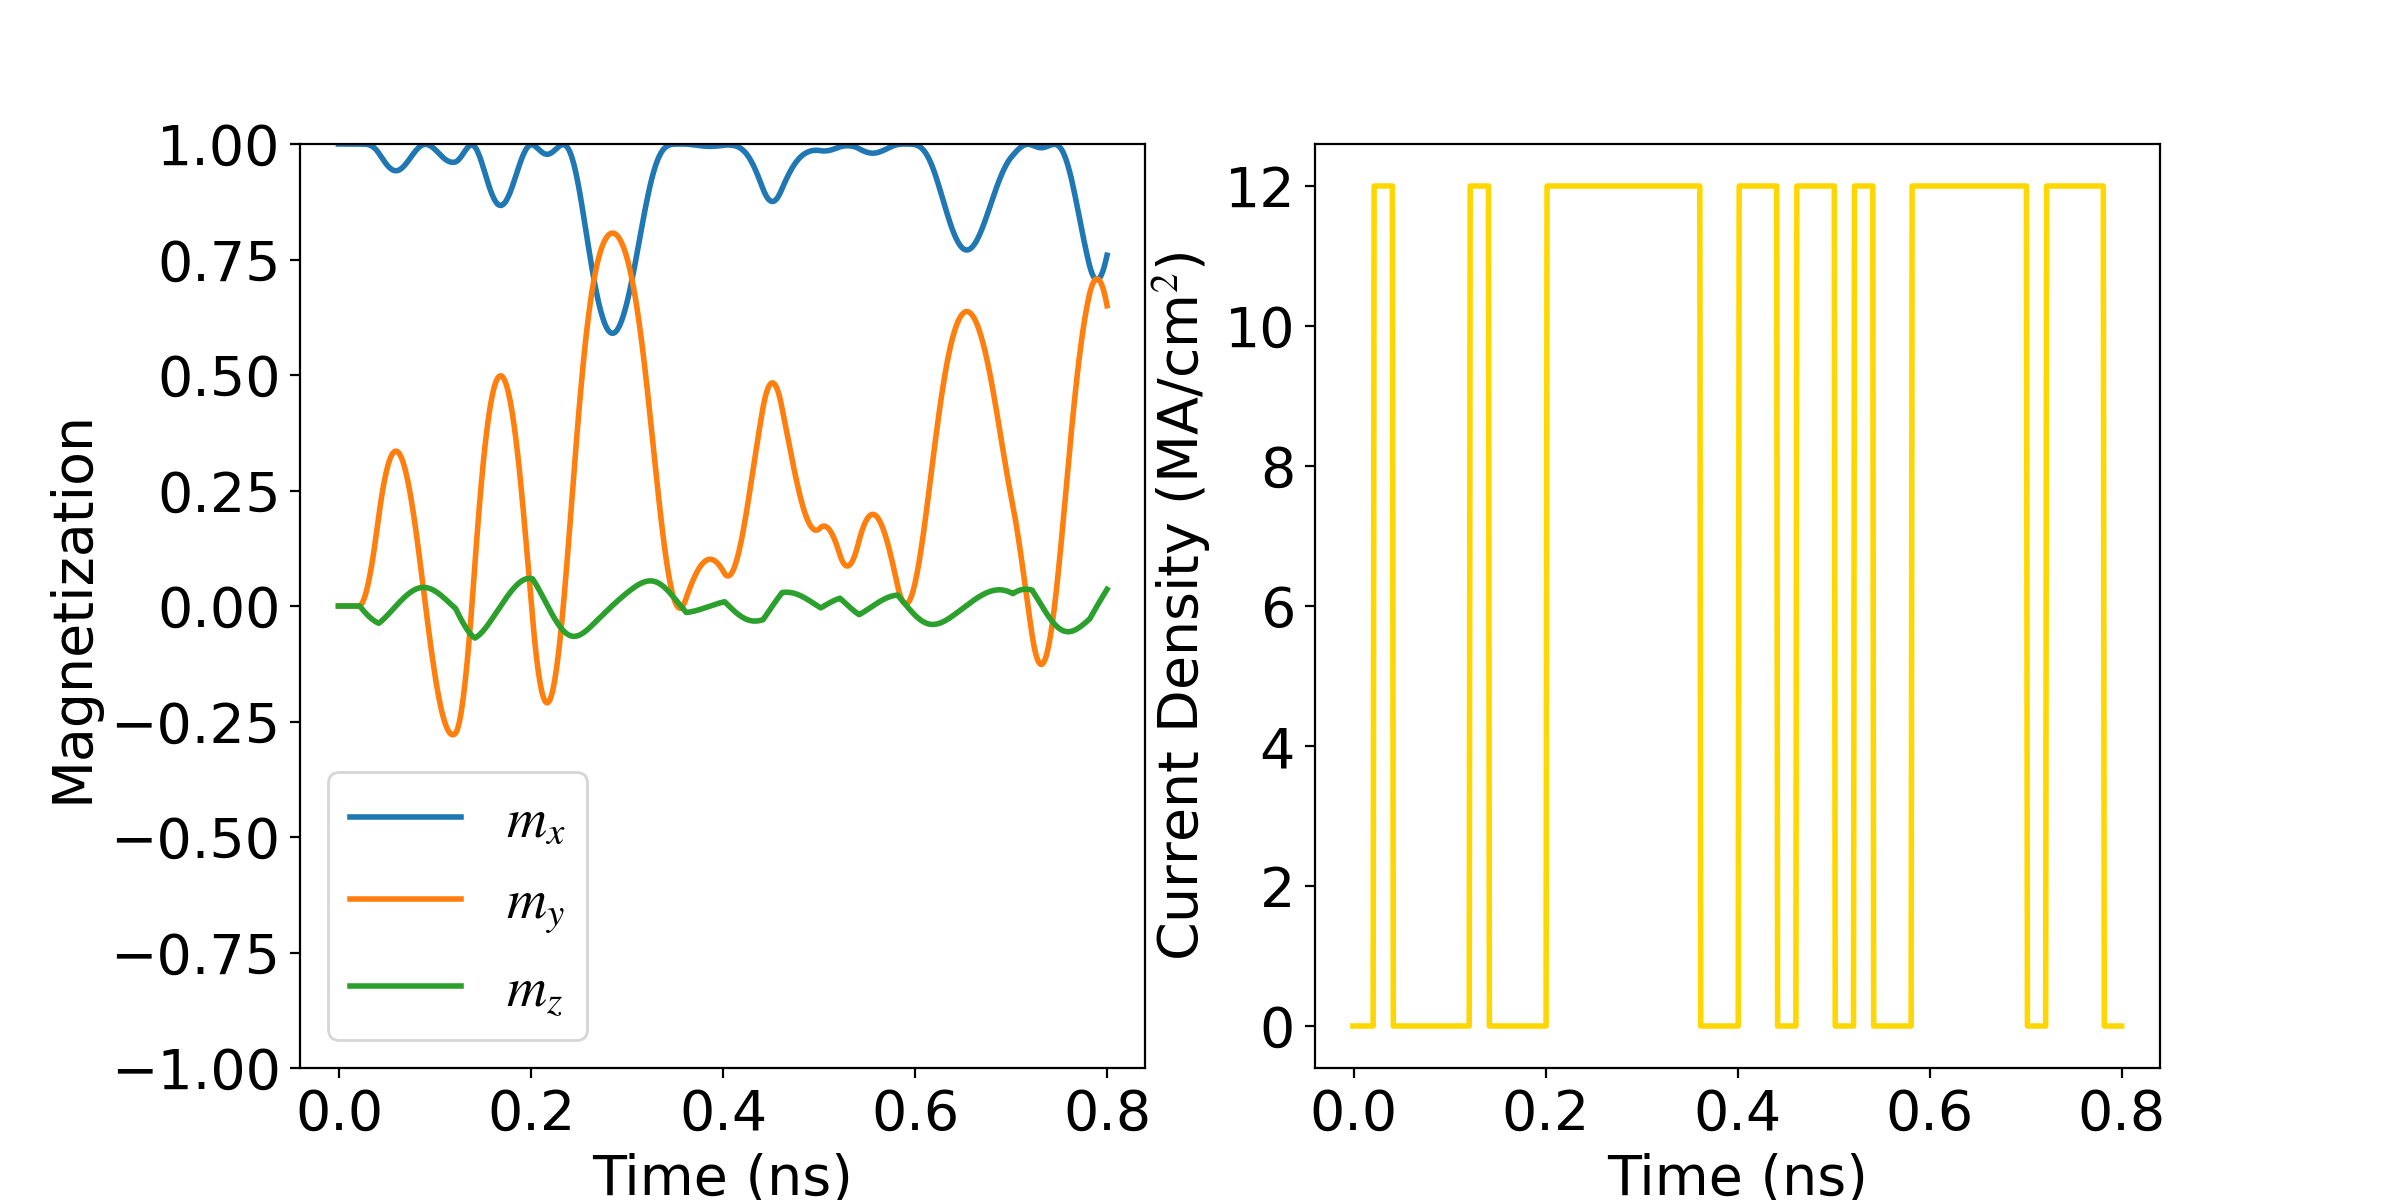 1.00
0.75
0.50
0.25
0.00
−0.25
−0.50
−0.75
−1.00
Magnetization
m_x
m_y
m_z
0.0 0.2 0.4 0.6 0.8
Time (ns)
Current Density (MA/cm²)
12
10
8
6
4
2
0
0.0 0.2 0.4 0.6 0.8
Time (ns)